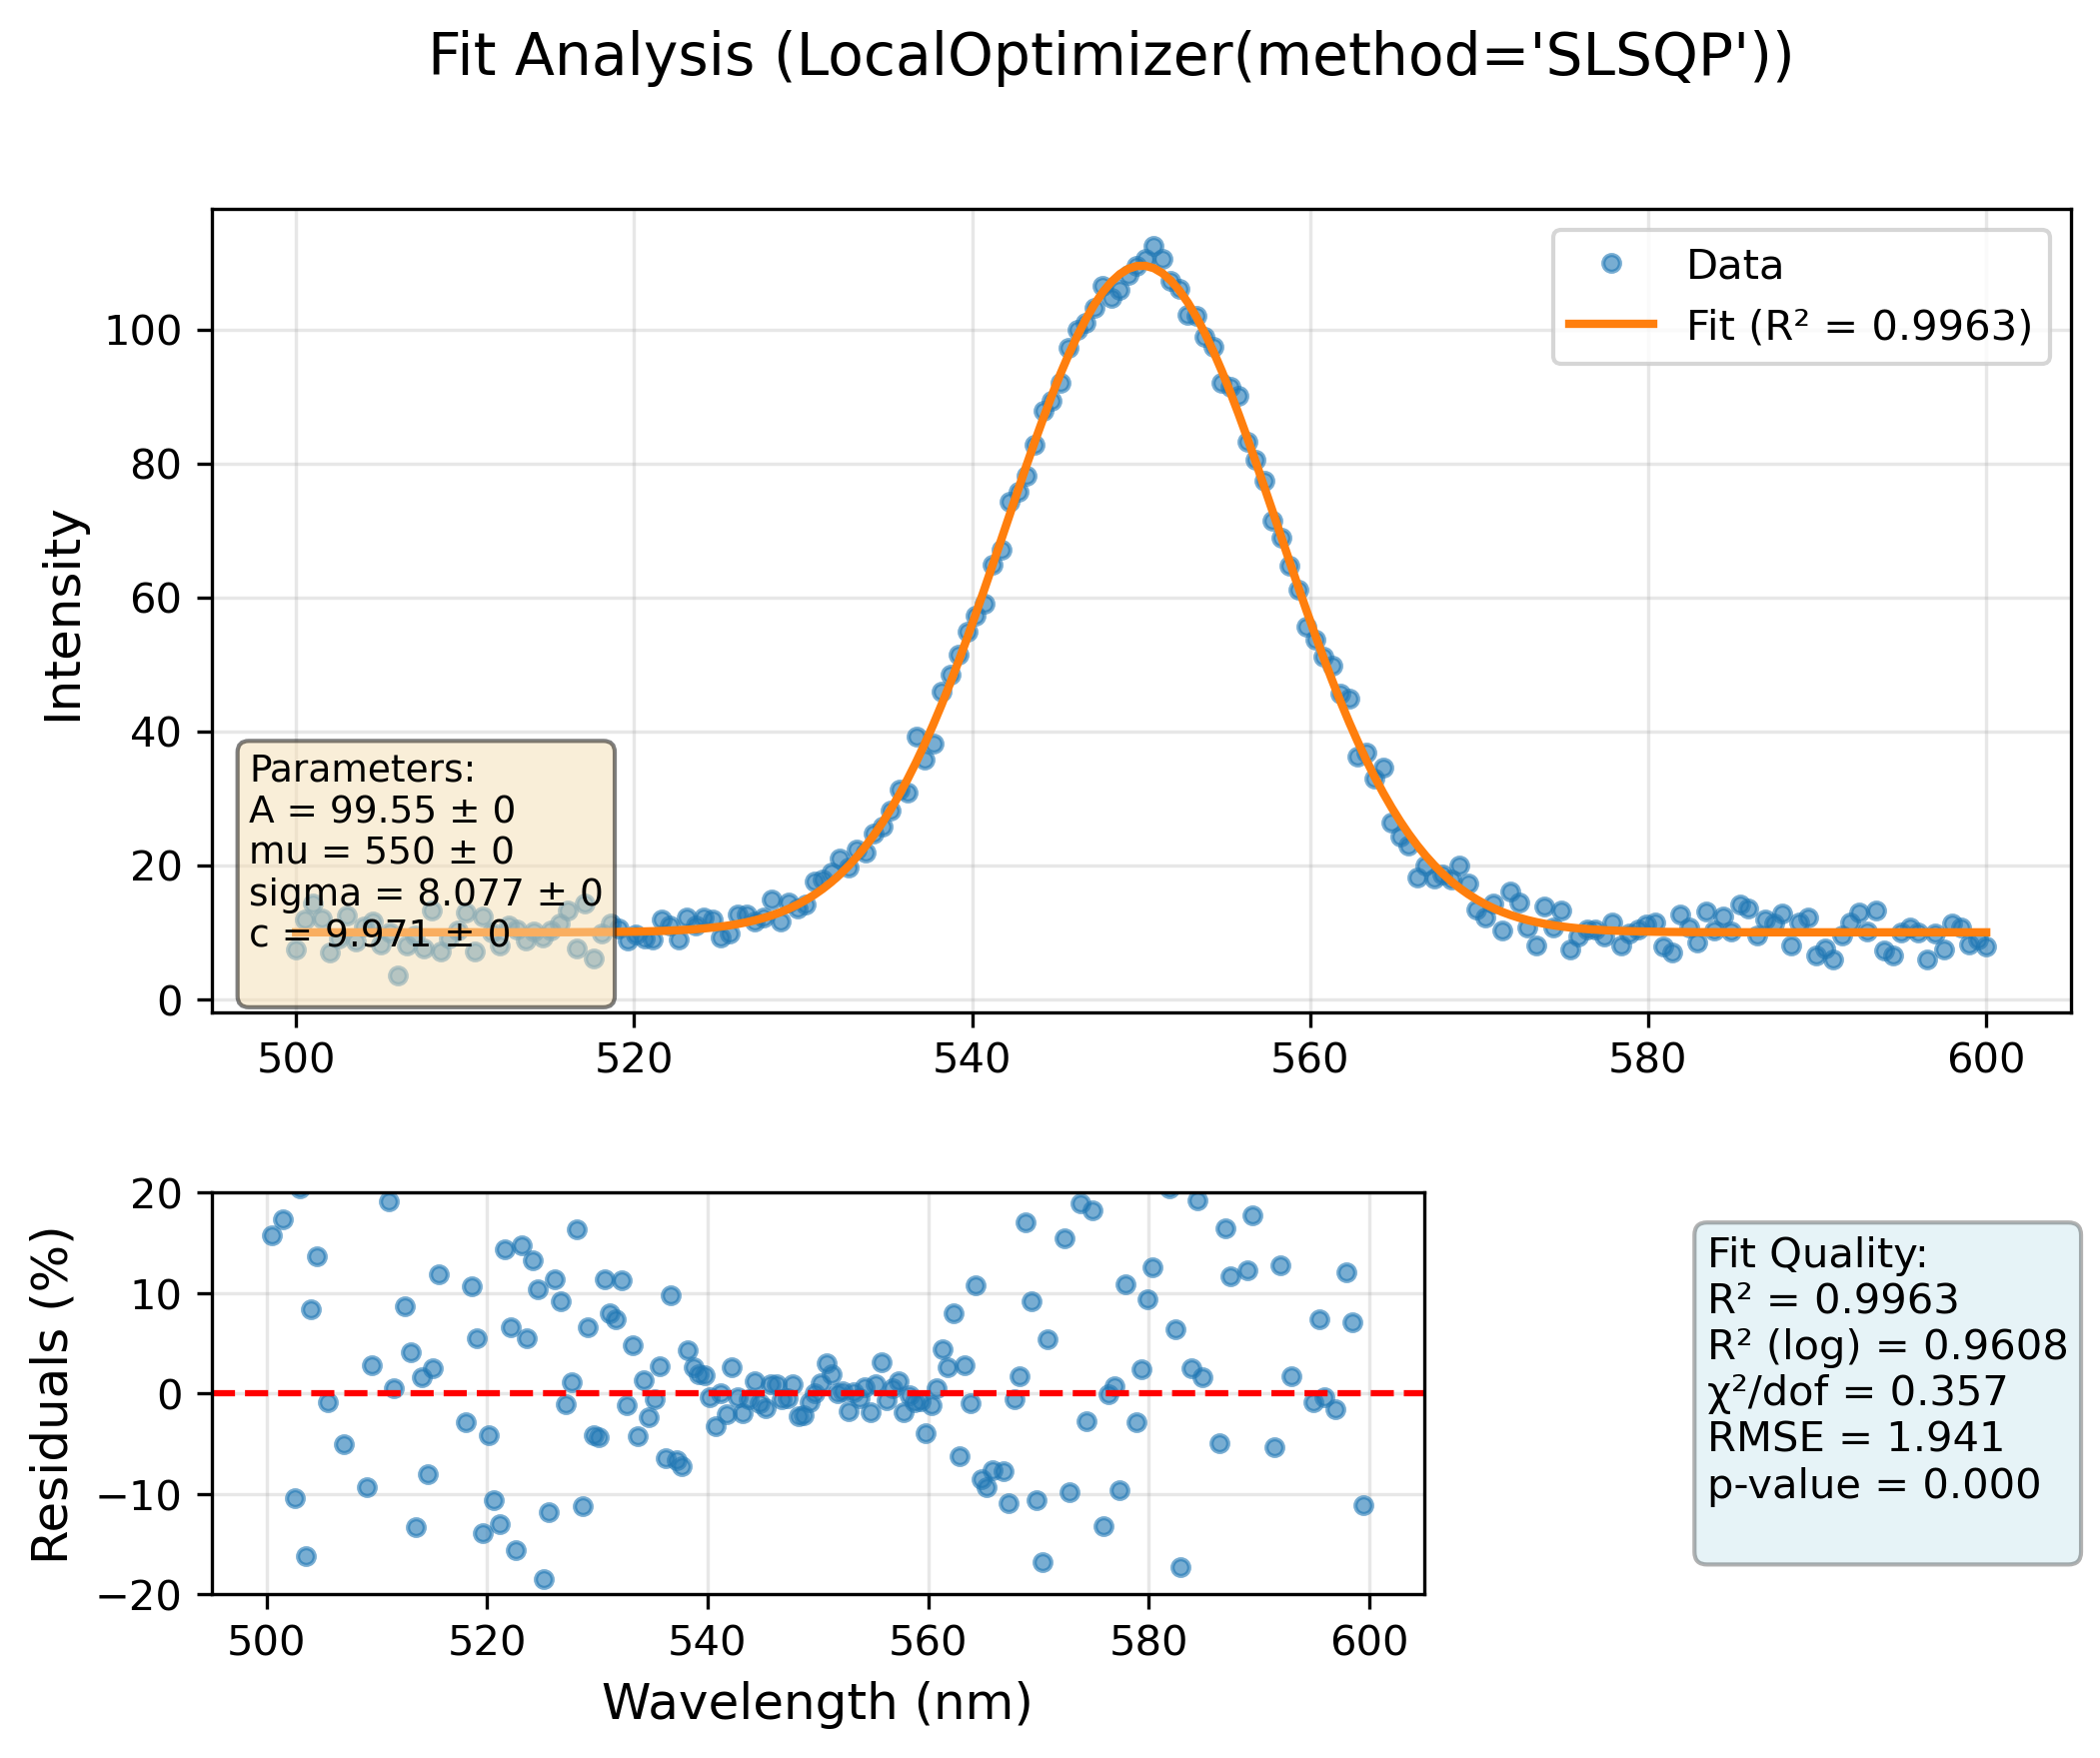 Fit Analysis (LocalOptimizer(method='SLSQP'))
Intensity
100
80
60
40
20
0
Data
Fit (R² = 0.9963)
Parameters:
A = 99.55 ± 0
mu = 550 ± 0
sigma = 8.077 ± 0
c = 9.971 ± 0
500 520 540 560 580 600
Residuals (%)
20
10
0
−10
−20
500 520 540 560 580 600
Wavelength (nm)
Fit Quality:
R² = 0.9963
R² (log) = 0.9608
χ²/dof = 0.357
RMSE = 1.941
p-value = 0.000